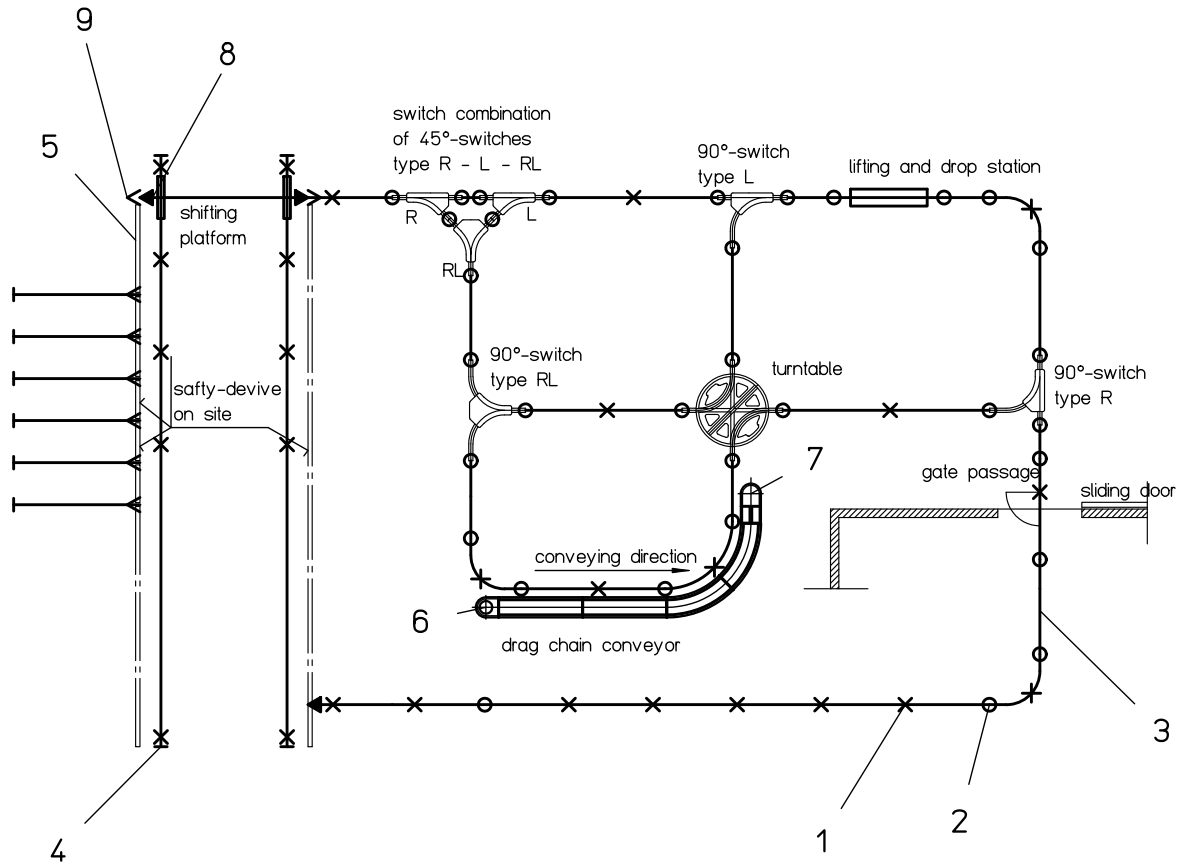 9
8
5
switch combination
of 45°-switches
type R - L - RL
90°-switch
type L
lifting and drop station
R
L
shifting
platform
RL
90°-switch
type RL
turntable
90°-switch
type R
safty-devive
on site
7
gate passage
sliding door
conveying direction
6
drag chain conveyor
3
2
1
4